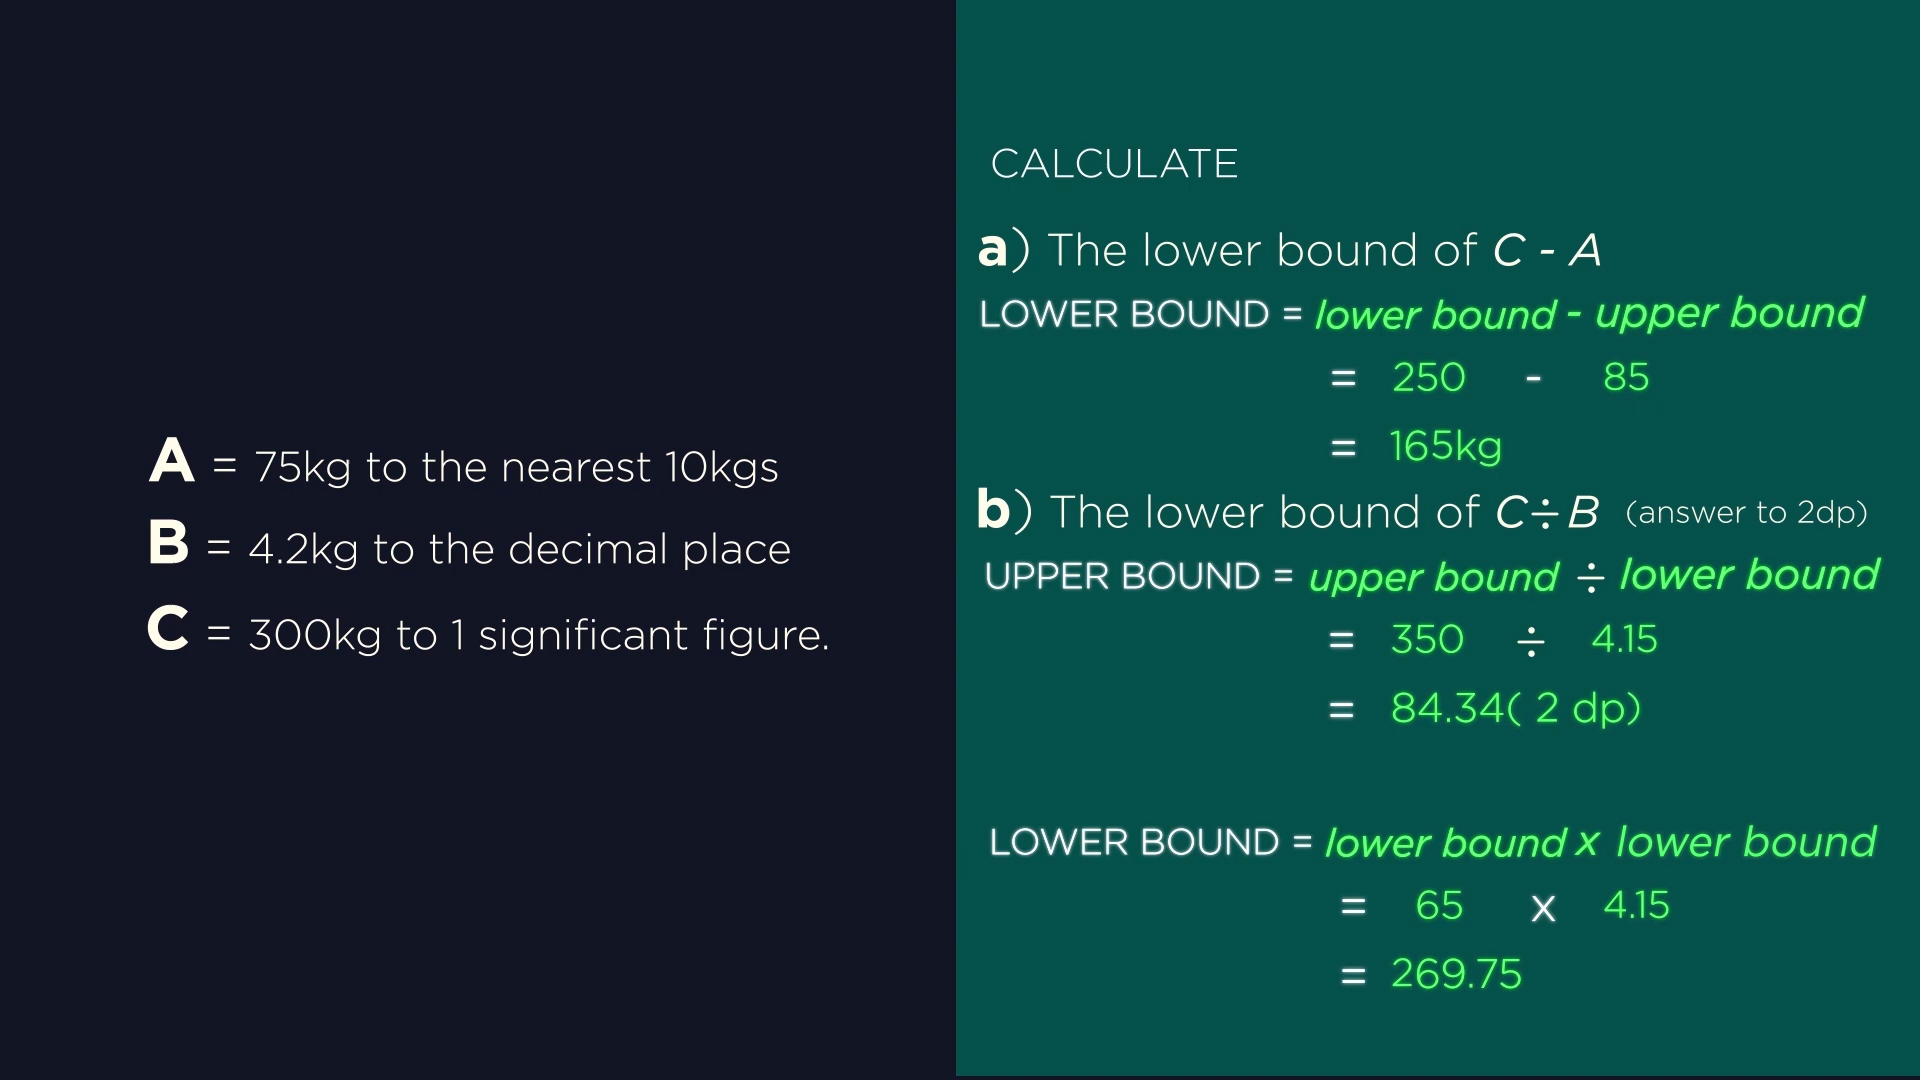 A = 75kg to the nearest 10kgs
B = 4.2kg to the decimal place
C = 300kg to 1 significant figure.
CALCULATE
a) The lower bound of C - A
LOWER BOUND = lower bound - upper bound
= 250 - 85
= 165kg
b) The lower bound of C÷B (answer to 2dp)
UPPER BOUND = upper bound ÷ lower bound
= 350 ÷ 4.15
= 84.34( 2 dp)
LOWER BOUND = lower bound x lower bound
= 65 x 4.15
= 269.75